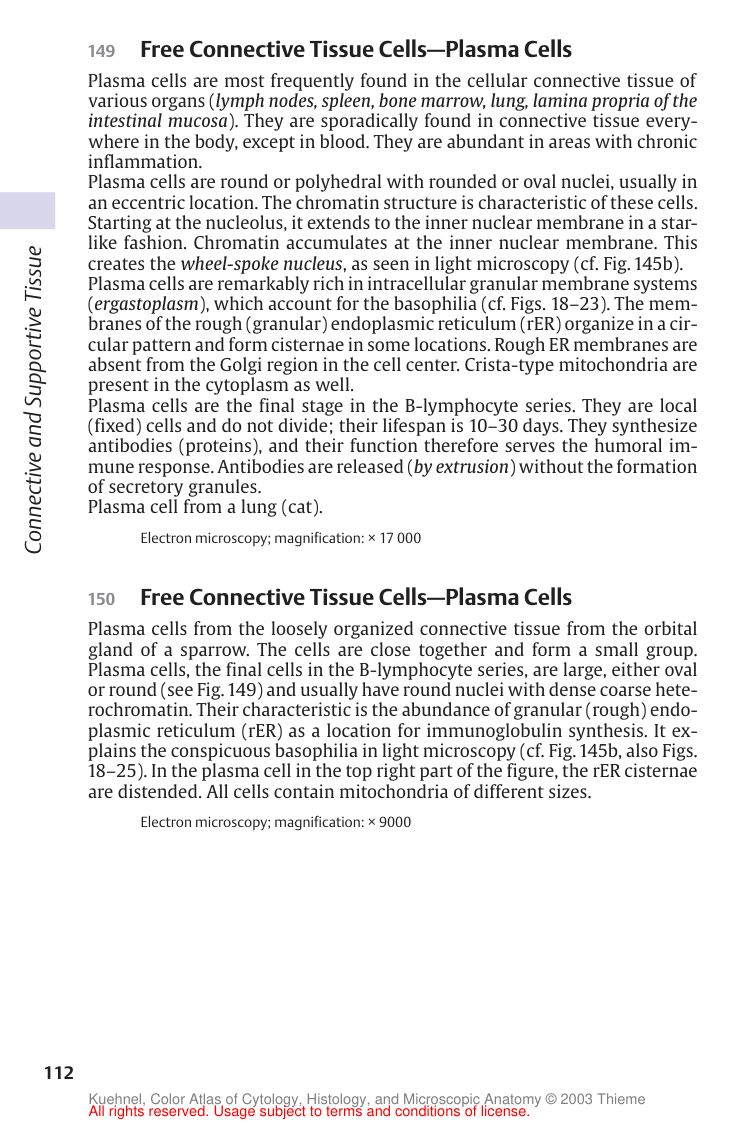 149 Free Connective Tissue Cells—Plasma Cells
Plasma cells are most frequently found in the cellular connective tissue of
various organs (lymph nodes, spleen, bone marrow, lung, lamina propria of the
intestinal mucosa). They are sporadically found in connective tissue every-
where in the body, except in blood. They are abundant in areas with chronic
inflammation.
Plasma cells are round or polyhedral with rounded or oval nuclei, usually in
an eccentric location. The chromatin structure is characteristic of these cells.
Starting at the nucleolus, it extends to the inner nuclear membrane in a star-
like fashion. Chromatin accumulates at the inner nuclear membrane. This
creates the wheel-spoke nucleus, as seen in light microscopy (cf. Fig. 145b).
Plasma cells are remarkably rich in intracellular granular membrane systems
(ergastoplasm), which account for the basophilia (cf. Figs. 18–23). The mem-
branes of the rough (granular) endoplasmic reticulum (rER) organize in a cir-
cular pattern and form cisternae in some locations. Rough ER membranes are
absent from the Golgi region in the cell center. Crista-type mitochondria are
present in the cytoplasm as well.
Plasma cells are the final stage in the B-lymphocyte series. They are local
(fixed) cells and do not divide; their lifespan is 10–30 days. They synthesize
antibodies (proteins), and their function therefore serves the humoral im-
mune response. Antibodies are released (by extrusion) without the formation
of secretory granules.
Plasma cell from a lung (cat).
Electron microscopy; magnification: × 17 000
150 Free Connective Tissue Cells—Plasma Cells
Plasma cells from the loosely organized connective tissue from the orbital
gland of a sparrow. The cells are close together and form a small group.
Plasma cells, the final cells in the B-lymphocyte series, are large, either oval
or round (see Fig. 149) and usually have round nuclei with dense coarse hete-
rochromatin. Their characteristic is the abundance of granular (rough) endo-
plasmic reticulum (rER) as a location for immunoglobulin synthesis. It ex-
plains the conspicuous basophilia in light microscopy (cf. Fig. 145b, also Figs.
18–25). In the plasma cell in the top right part of the figure, the rER cisternae
are distended. All cells contain mitochondria of different sizes.
Electron microscopy; magnification: × 9000
Connective and Supportive Tissue
112
Kuehnel, Color Atlas of Cytology, Histology, and Microscopic Anatomy © 2003 Thieme
All rights reserved. Usage subject to terms and conditions of license.